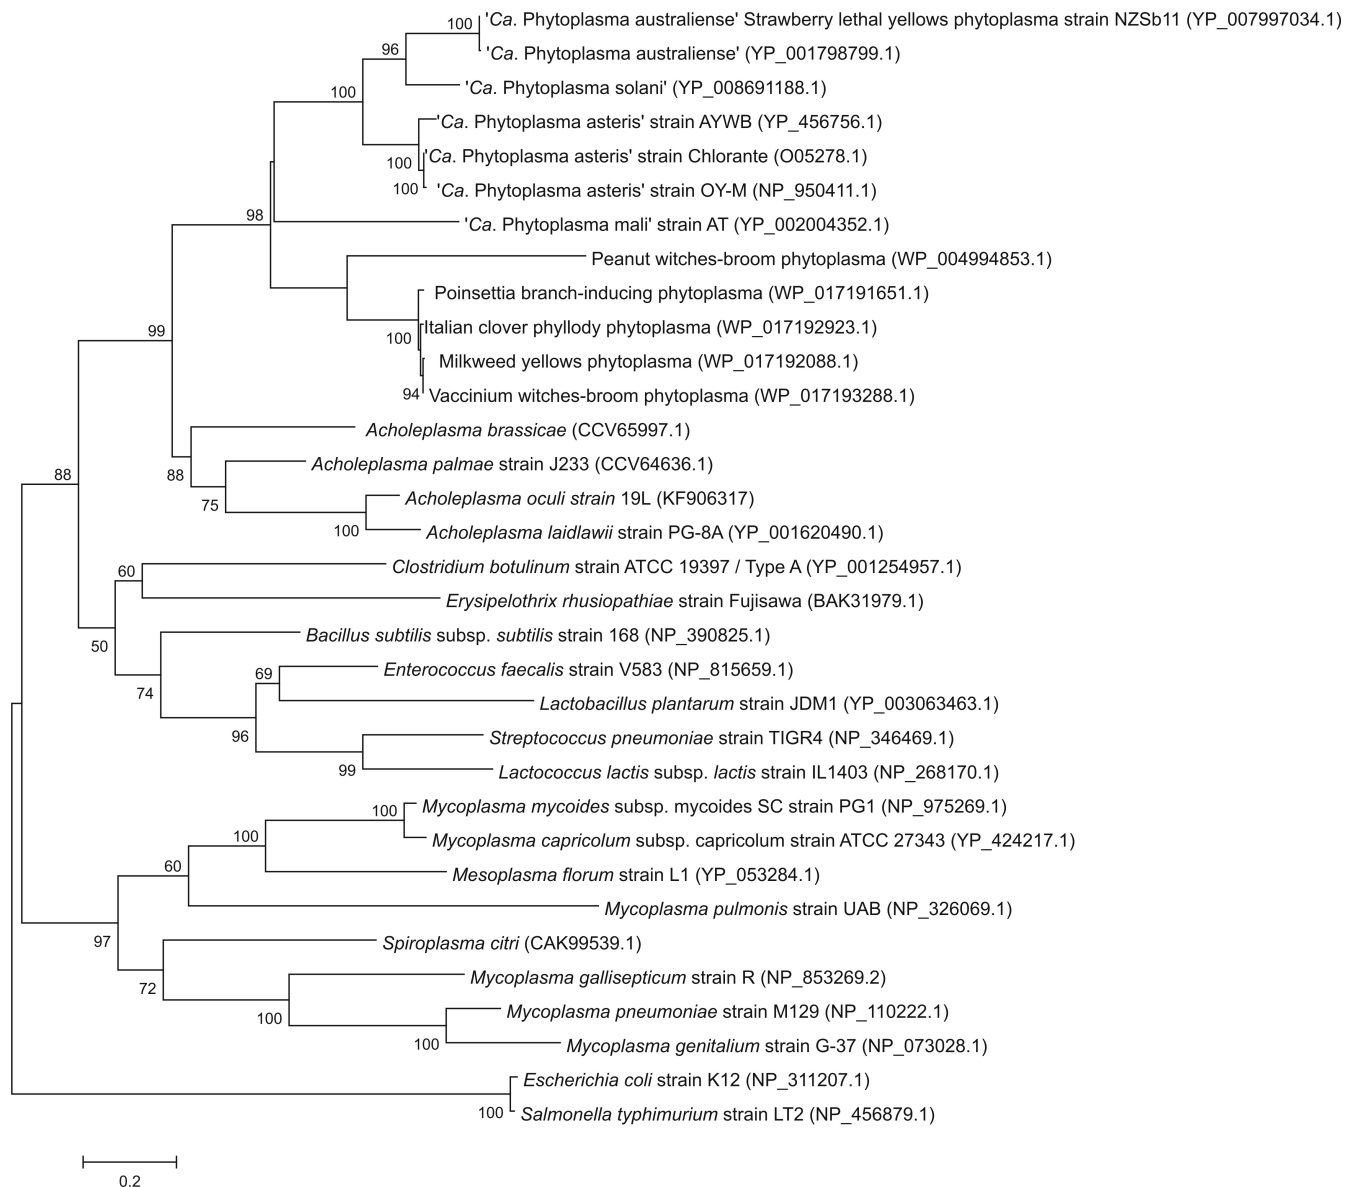 100 'Ca. Phytoplasma australiense' Strawberry lethal yellows phytoplasma strain NZSb11 (YP_007997034.1)
96 'Ca. Phytoplasma australiense' (YP_001798799.1)
'Ca. Phytoplasma solani' (YP_008691188.1)
100
'Ca. Phytoplasma asteris' strain AYWB (YP_456756.1)
100 'Ca. Phytoplasma asteris' strain Chlorante (O05278.1)
100 'Ca. Phytoplasma asteris' strain OY-M (NP_950411.1)
98
'Ca. Phytoplasma mali' strain AT (YP_002004352.1)
Peanut witches-broom phytoplasma (WP_004994853.1)
Poinsettia branch-inducing phytoplasma (WP_017191651.1)
99 Italian clover phyllody phytoplasma (WP_017192923.1)
100
Milkweed yellows phytoplasma (WP_017192088.1)
94 Vaccinium witches-broom phytoplasma (WP_017193288.1)
Acholeplasma brassicae (CCV65997.1)
88 88 Acholeplasma palmae strain J233 (CCV64636.1)
75 Acholeplasma oculi strain 19L (KF906317)
100 Acholeplasma laidlawii strain PG-8A (YP_001620490.1)
60 Clostridium botulinum strain ATCC 19397 / Type A (YP_001254957.1)
Erysipelothrix rhusiopathiae strain Fujisawa (BAK31979.1)
50 Bacillus subtilis subsp. subtilis strain 168 (NP_390825.1)
69 Enterococcus faecalis strain V583 (NP_815659.1)
74 Lactobacillus plantarum strain JDM1 (YP_003063463.1)
96 Streptococcus pneumoniae strain TIGR4 (NP_346469.1)
99 Lactococcus lactis subsp. lactis strain IL1403 (NP_268170.1)
100 Mycoplasma mycoides subsp. mycoides SC strain PG1 (NP_975269.1)
100 Mycoplasma capricolum subsp. capricolum strain ATCC 27343 (YP_424217.1)
60 Mesoplasma florum strain L1 (YP_053284.1)
Mycoplasma pulmonis strain UAB (NP_326069.1)
97 Spiroplasma citri (CAK99539.1)
72 Mycoplasma gallisepticum strain R (NP_853269.2)
100 Mycoplasma pneumoniae strain M129 (NP_110222.1)
100 Mycoplasma genitalium strain G-37 (NP_073028.1)
Escherichia coli strain K12 (NP_311207.1)
100 Salmonella typhimurium strain LT2 (NP_456879.1)
0.2